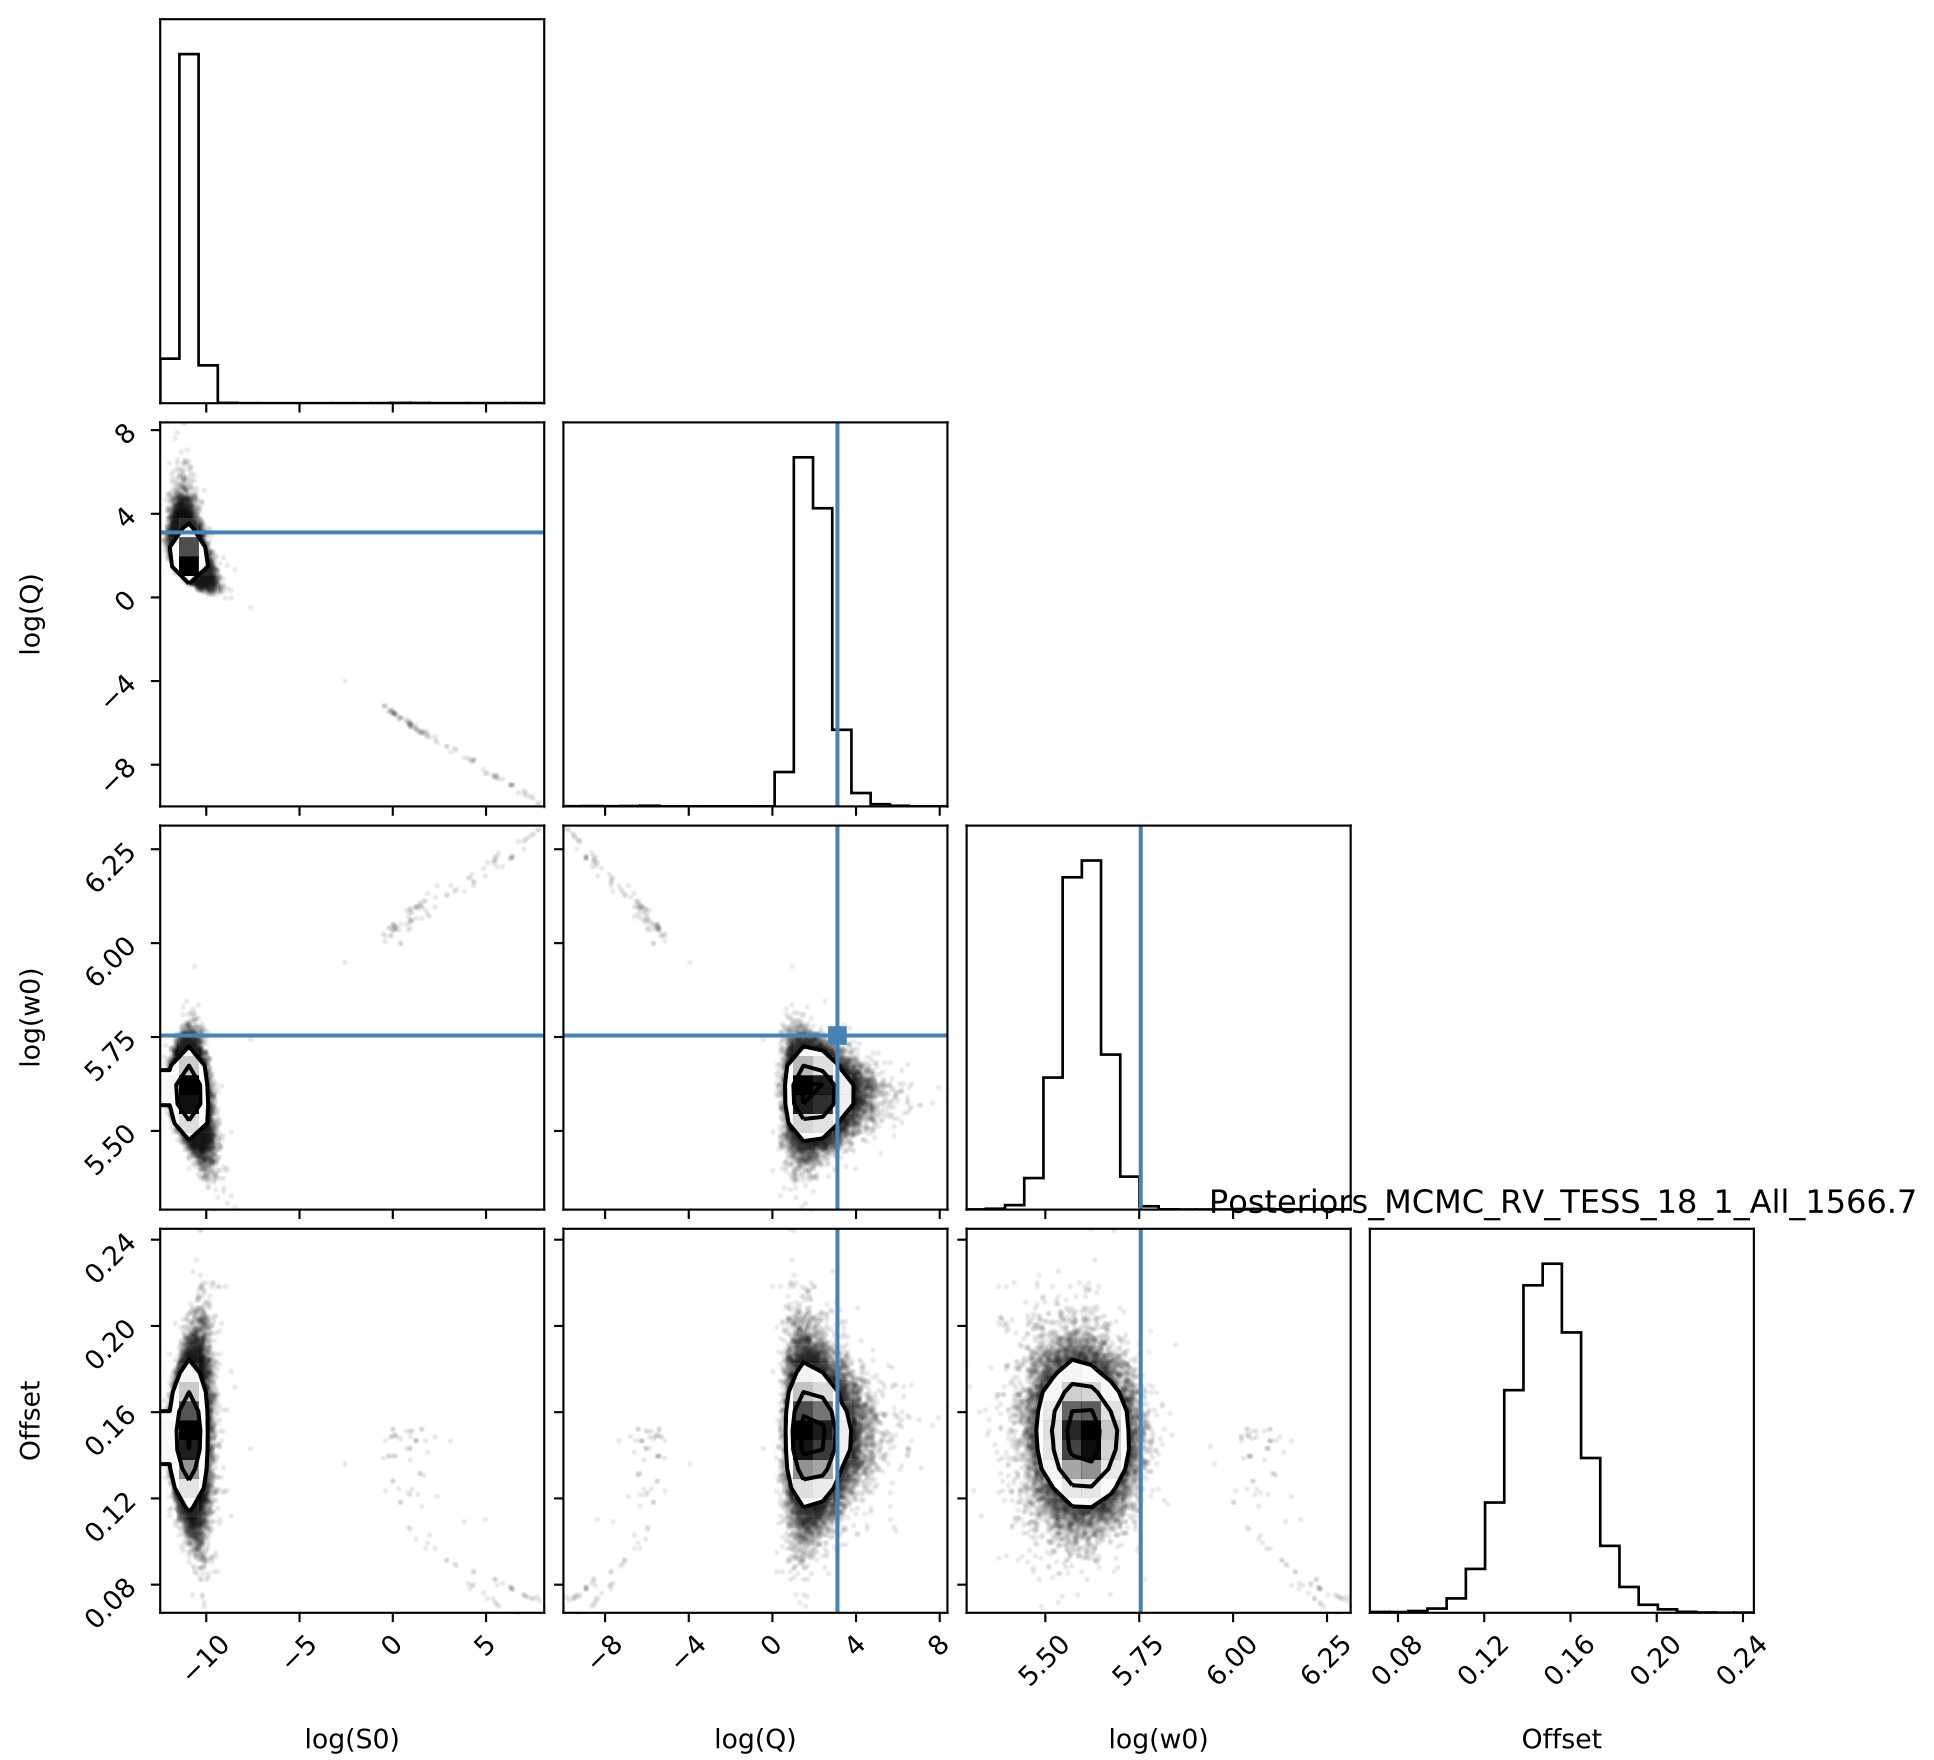 8
4
0
−4
−8
log(Q)
6.25
6.00
5.75
5.50
log(w0)
Posteriors_MCMC_RV_TESS_18_1_All_1566.7
0.24
0.20
0.16
0.12
0.08
Offset
−10 −5 0 5 −8 −4 0 4 8 5.50 5.75 6.00 6.25 0.08 0.12 0.16 0.20 0.24
log(S0) log(Q) log(w0) Offset